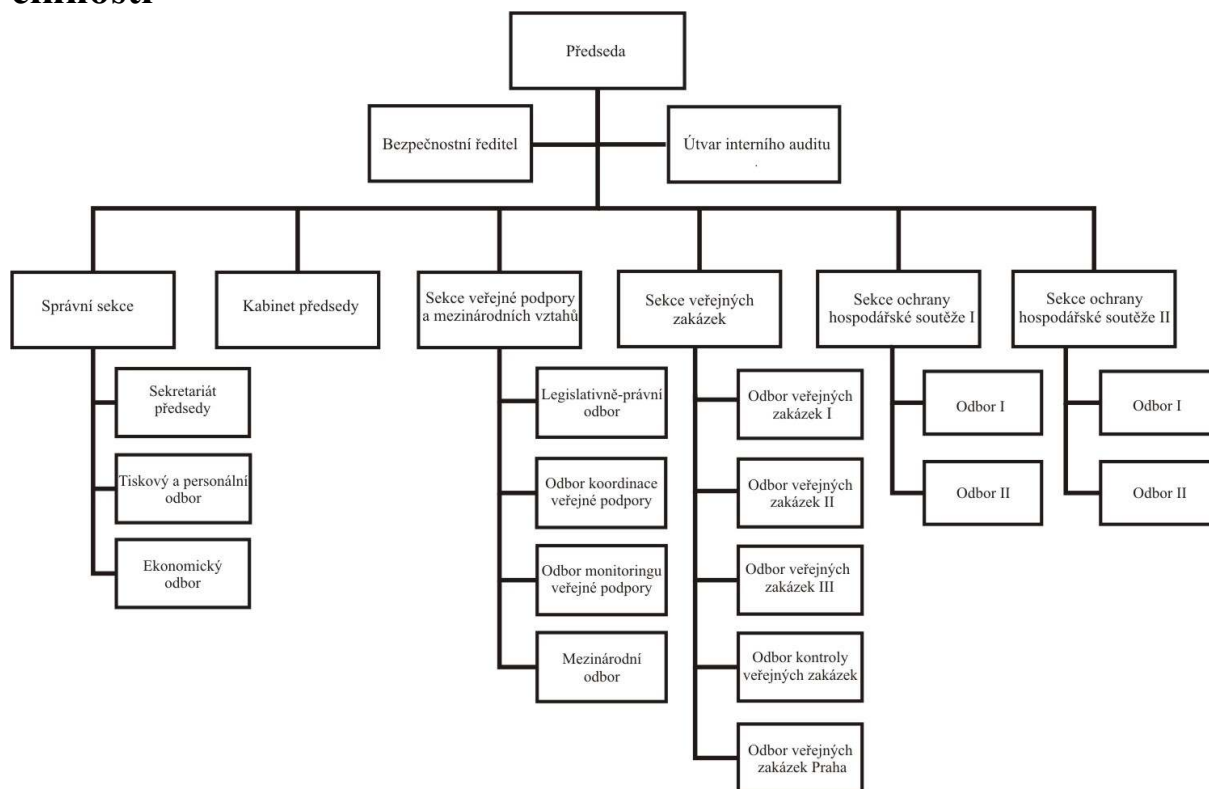 činnosti
Předseda
Bezpečnostní ředitel
Útvar interního auditu
.
Správní sekce
Kabinet předsedy
Sekce veřejné podpory
a mezinárodních vztahů
Sekce veřejných
zakázek
Sekce ochrany
hospodářské soutěže I
Sekce ochrany
hospodářské soutěže II
Sekretariát
předsedy
Tiskový a personální
odbor
Ekonomický
odbor
Legislativně-právní
odbor
Odbor koordinace
veřejné podpory
Odbor monitoringu
veřejné podpory
Mezinárodní
odbor
Odbor veřejných
zakázek I
Odbor veřejných
zakázek II
Odbor veřejných
zakázek III
Odbor kontroly
veřejných zakázek
Odbor veřejných
zakázek Praha
Odbor I
Odbor II
Odbor I
Odbor II